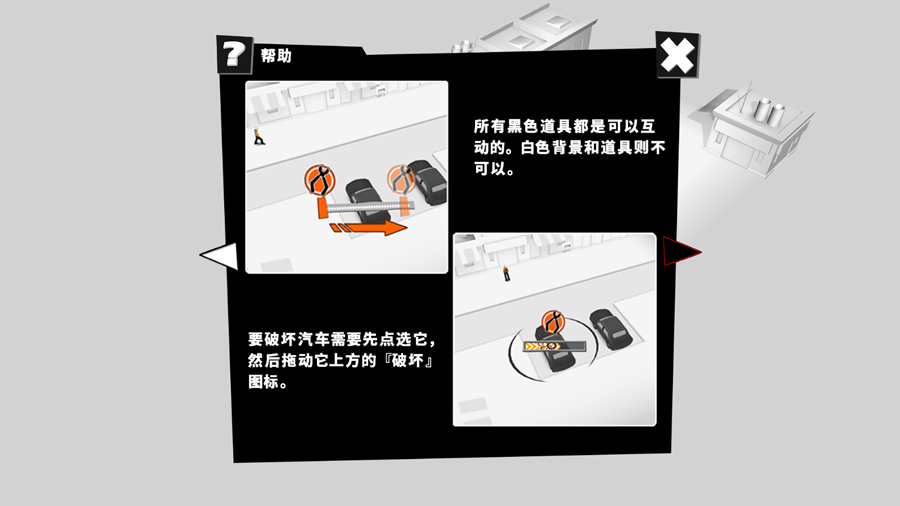 帮助
所有黑色道具都是可以互
动的。白色背景和道具则不
可以。
要破坏汽车需要先点选它，
然后拖动它上方的『破坏』
图标。